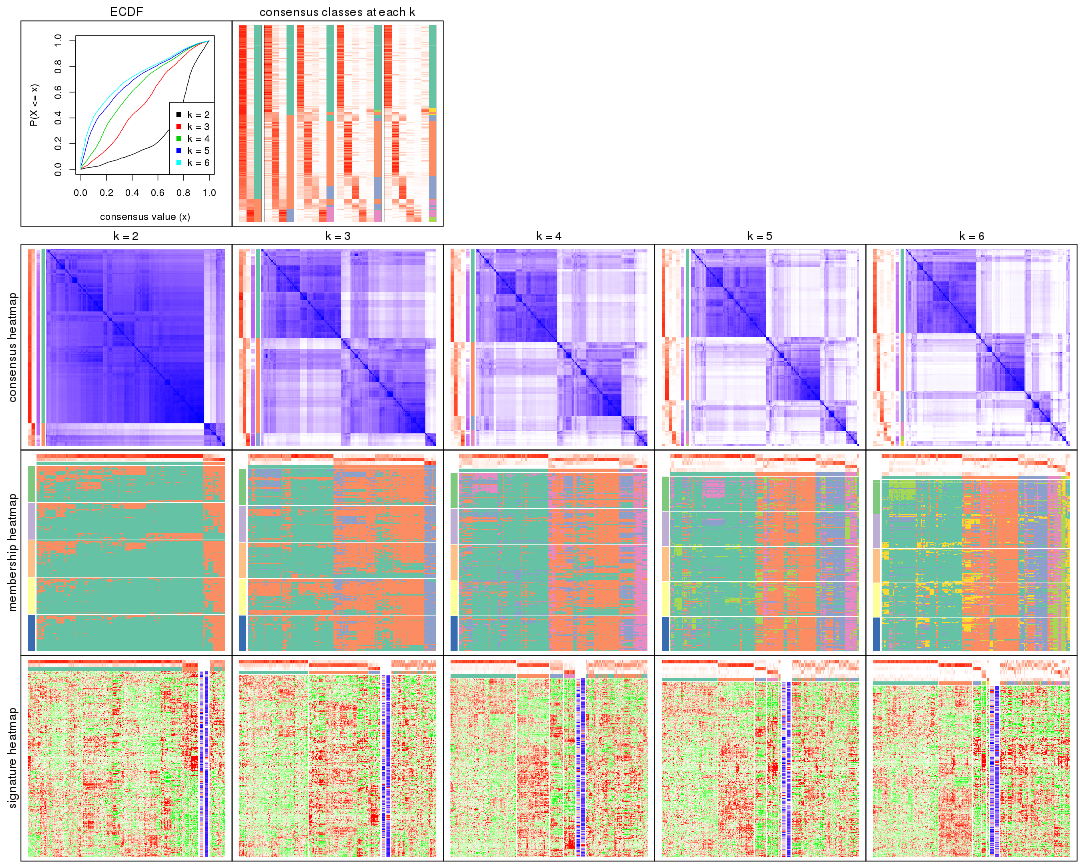 ECDF
consensus classes at each k
P(X <= x)
0.0 0.2 0.4 0.6 0.8 1.0
k = 2
k = 3
k = 4
k = 5
k = 6
0.0 0.2 0.4 0.6 0.8 1.0
consensus value (x)
k = 2 k = 3 k = 4 k = 5 k = 6
consensus heatmap
membership heatmap
signature heatmap